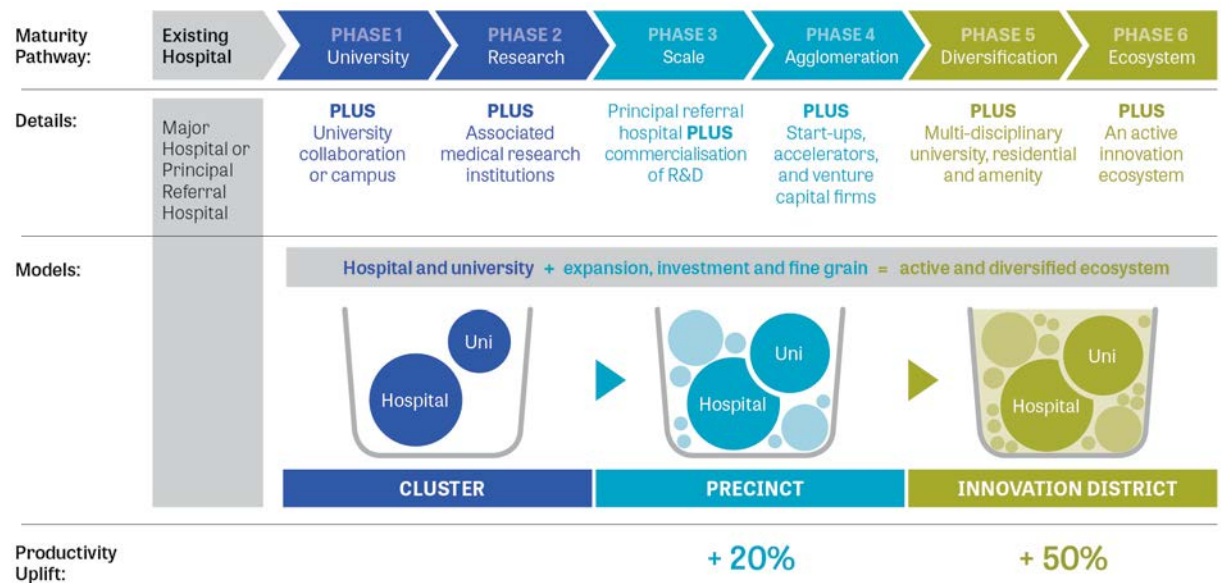 Maturity
Pathway:
Existing
Hospital
PHASE 1
University
PHASE 2
Research
PHASE 3
Scale
PHASE 4
Agglomeration
PHASE 5
Diversification
PHASE 6
Ecosystem
Details:
Major
Hospital or
Principal
Referral
Hospital
PLUS
University
collaboration
or campus
PLUS
Associated
medical research
institutions
Principal referral
hospital PLUS
commercialisation
of R&D
PLUS
Start-ups,
accelerators,
and venture
capital firms
PLUS
Multi-disciplinary
university, residential
and amenity
PLUS
An active
innovation
ecosystem
Models:
Hospital and university + expansion, investment and fine grain = active and diversified ecosystem
Uni
Hospital
Uni
Hospital
Uni
Hospital
CLUSTER
PRECINCT
INNOVATION DISTRICT
Productivity
Uplift:
+ 20%
+ 50%